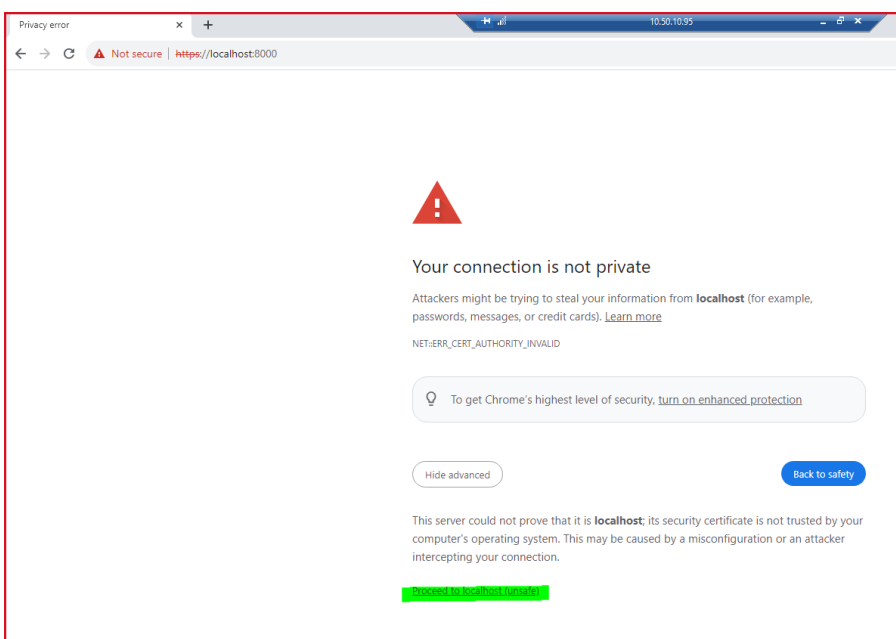 Privacy error
10.50.10.95
Not secure | https://localhost:8000
Your connection is not private
Attackers might be trying to steal your information from localhost (for example,
passwords, messages, or credit cards). Learn more
NET::ERR_CERT_AUTHORITY_INVALID
To get Chrome's highest level of security, turn on enhanced protection
Hide advanced
Back to safety
This server could not prove that it is localhost; its security certificate is not trusted by your
computer's operating system. This may be caused by a misconfiguration or an attacker
intercepting your connection.
Proceed to localhost (unsafe)